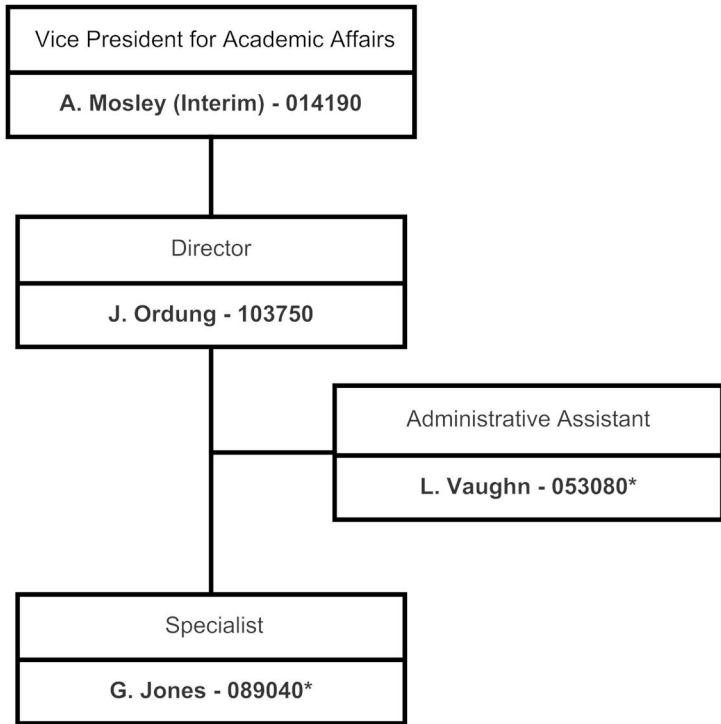 Vice President for Academic Affairs
A. Mosley (Interim) - 014190
Director
J. Ordung - 103750
Administrative Assistant
L. Vaughn - 053080*
Specialist
G. Jones - 089040*